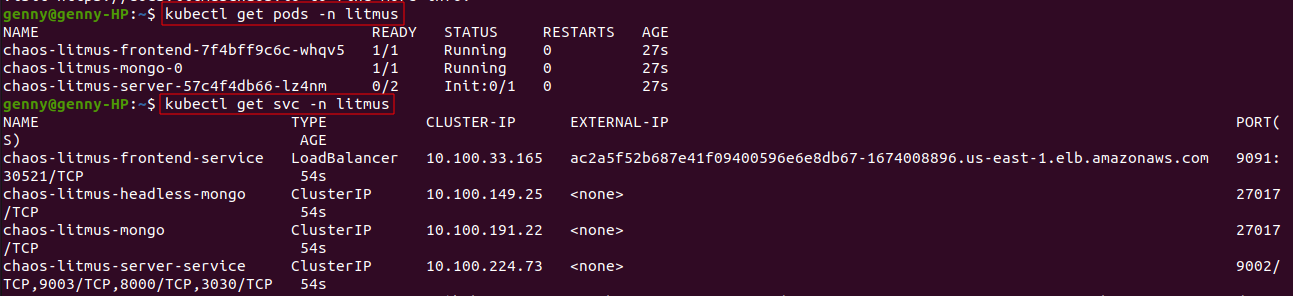 genny@genny-HP:~$ kubectl get pods -n litmus
NAME READY STATUS RESTARTS AGE
chaos-litmus-frontend-7f4bff9c6c-whqv5 1/1 Running 0 27s
chaos-litmus-mongo-0 1/1 Running 0 27s
chaos-litmus-server-57c4f4db66-lz4nm 0/2 Init:0/1 0 27s
genny@genny-HP:~$ kubectl get svc -n litmus
NAME TYPE CLUSTER-IP EXTERNAL-IP PORT(
S) AGE
chaos-litmus-frontend-service LoadBalancer 10.100.33.165 ac2a5f52b687e41f09400596e6e8db67-1674008896.us-east-1.elb.amazonaws.com 9091:
30521/TCP 54s
chaos-litmus-headless-mongo ClusterIP 10.100.149.25 <none> 27017
/TCP 54s
chaos-litmus-mongo ClusterIP 10.100.191.22 <none> 27017
/TCP 54s
chaos-litmus-server-service ClusterIP 10.100.224.73 <none> 9002/
TCP,9003/TCP,8000/TCP,3030/TCP 54s